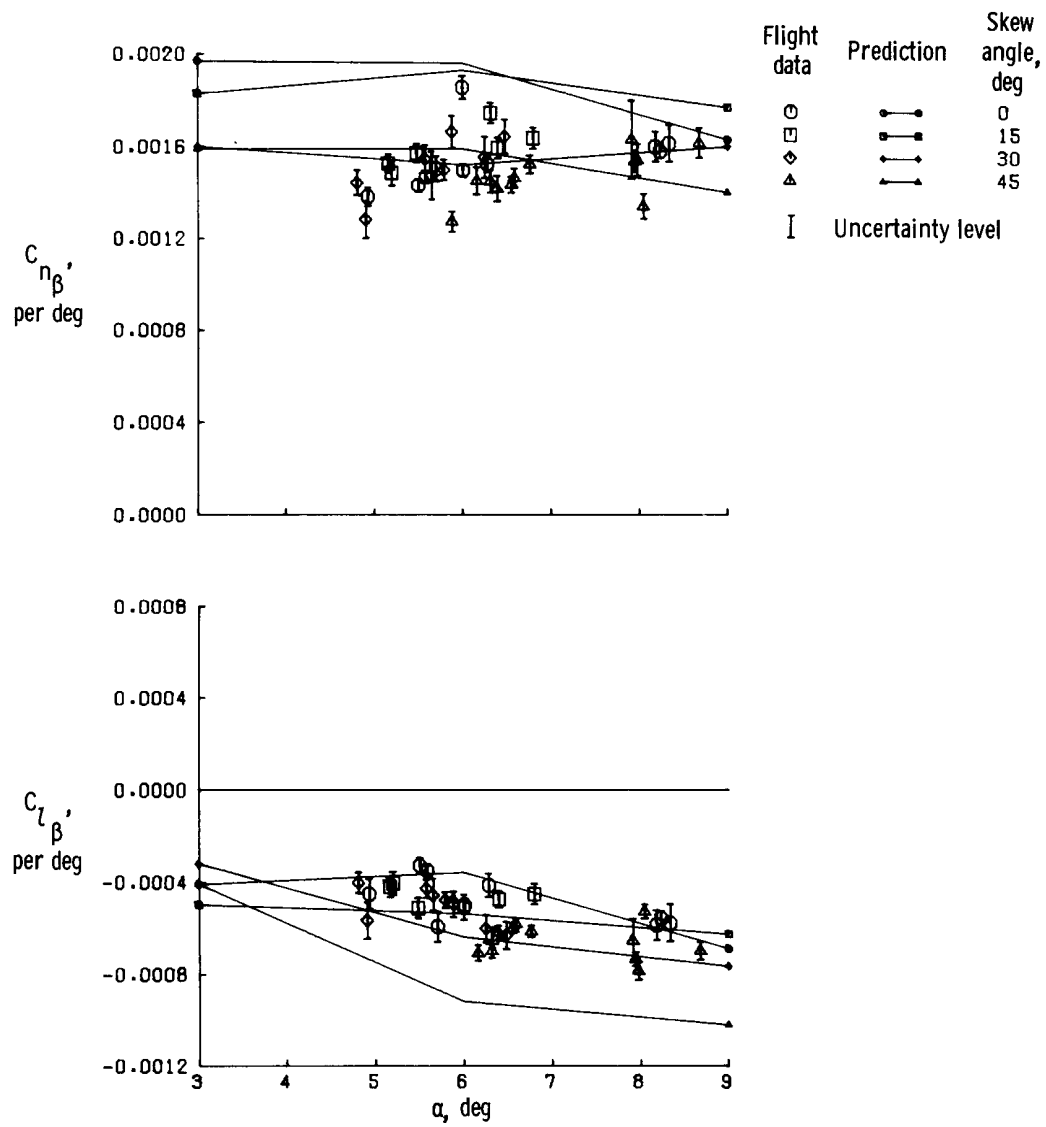 Flight data
Prediction
Skew angle, deg
0
15
30
45
Uncertainty level
0.0020
0.0016
0.0012
0.0008
0.0004
0.0000
C nβ, per deg
0.0008
0.0004
0.0000
-0.0004
-0.0008
-0.0012
C lβ, per deg
3 4 5 6 7 8 9
α, deg